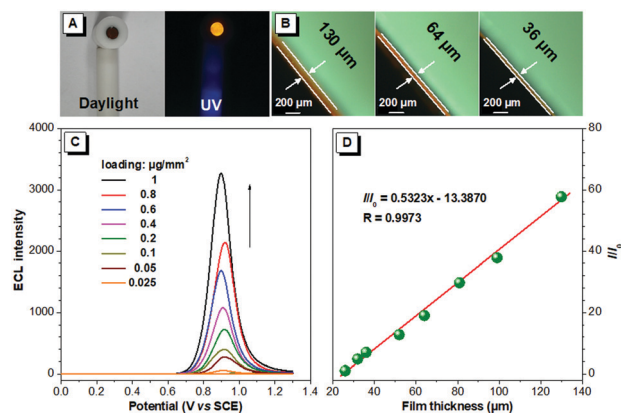 A
Daylight
UV
B
130 µm
200 µm
64 µm
200 µm
36 µm
200 µm
C
4000
3000
2000
1000
0
ECL intensity
loading: µg/mm²
1
0.8
0.6
0.4
0.2
0.1
0.05
0.025
0.0 0.2 0.4 0.6 0.8 1.0 1.2 1.4
Potential (V vs SCE)
D
I/I₀ = 0.5323x - 13.3870
R = 0.9973
80
60
40
20
0
I/I₀
20 40 60 80 100 120 140
Film thickness (µm)